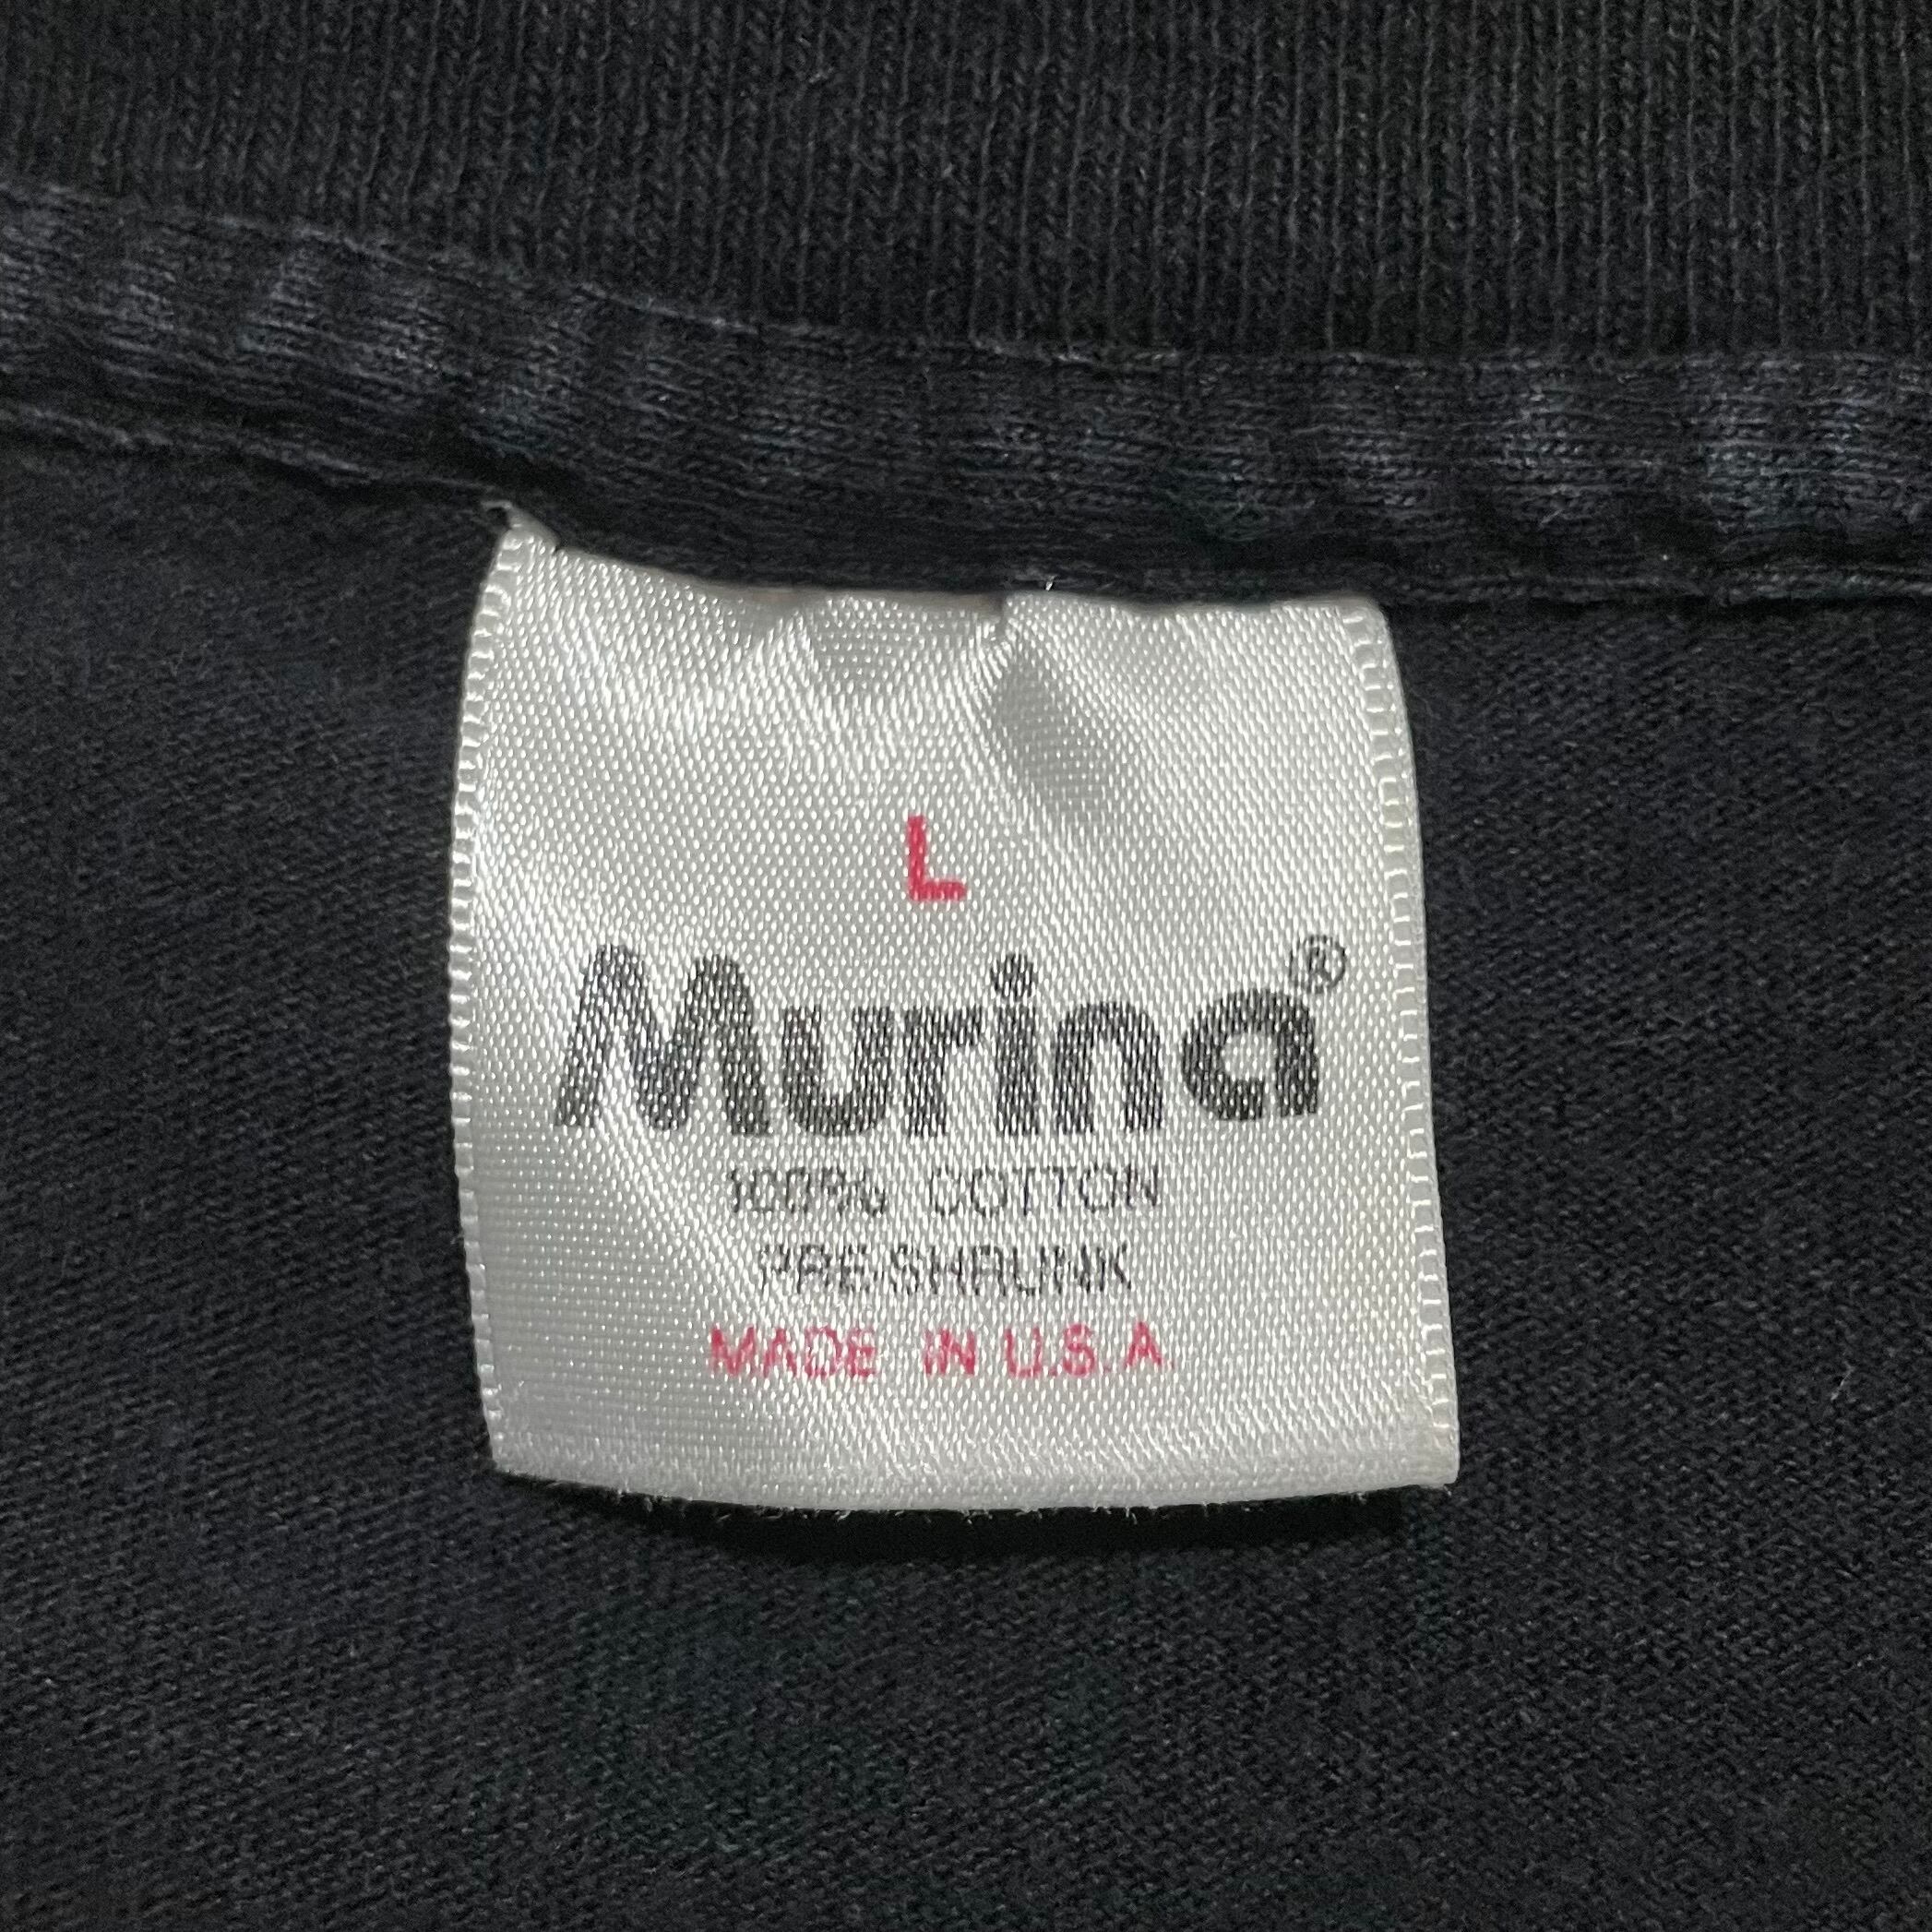 L
Murina®
100% COTTON
PRE SHRUNK
MADE IN U.S.A.